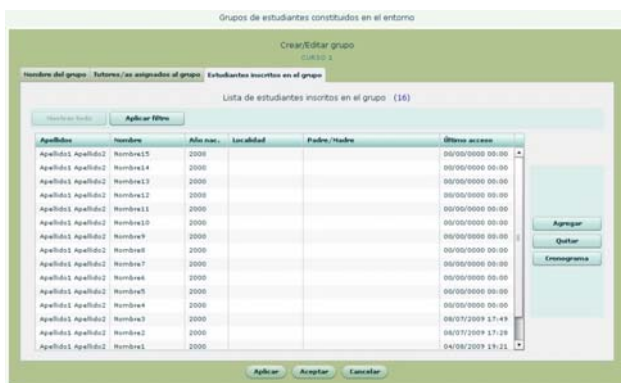 Grupos de estudiantes constituidos en el entorno
Crear/Editar grupo
CURSO 1
Nombre del grupo Tutores/as asignados al grupo Estudiantes inscritos en el grupo
Lista de estudiantes inscritos en el grupo (16)
Mostrar todo Aplicar filtro
Apellidos Nombre Año nac. Localidad Padre/Madre Último acceso
Apellido1 Apellido2 Nombre15 2000 00/00/0000 00:00
Apellido1 Apellido2 Nombre14 2000 00/00/0000 00:00
Apellido1 Apellido2 Nombre13 2000 00/00/0000 00:00
Apellido1 Apellido2 Nombre12 2000 00/00/0000 00:00
Apellido1 Apellido2 Nombre11 2000 00/00/0000 00:00
Apellido1 Apellido2 Nombre10 2000 00/00/0000 00:00
Apellido1 Apellido2 Nombre9 2000 00/00/0000 00:00
Apellido1 Apellido2 Nombre8 2000 00/00/0000 00:00
Apellido1 Apellido2 Nombre7 2000 00/00/0000 00:00
Apellido1 Apellido2 Nombre6 2000 00/00/0000 00:00
Apellido1 Apellido2 Nombre5 2000 00/00/0000 00:00
Apellido1 Apellido2 Nombre4 2000 00/00/0000 00:00
Apellido1 Apellido2 Nombre3 2000 08/07/2009 17:49
Apellido1 Apellido2 Nombre2 2000 08/07/2009 17:28
Apellido1 Apellido2 Nombre1 2000 04/08/2009 19:21
Agregar
Quitar
Cronograma
Aplicar Aceptar Cancelar